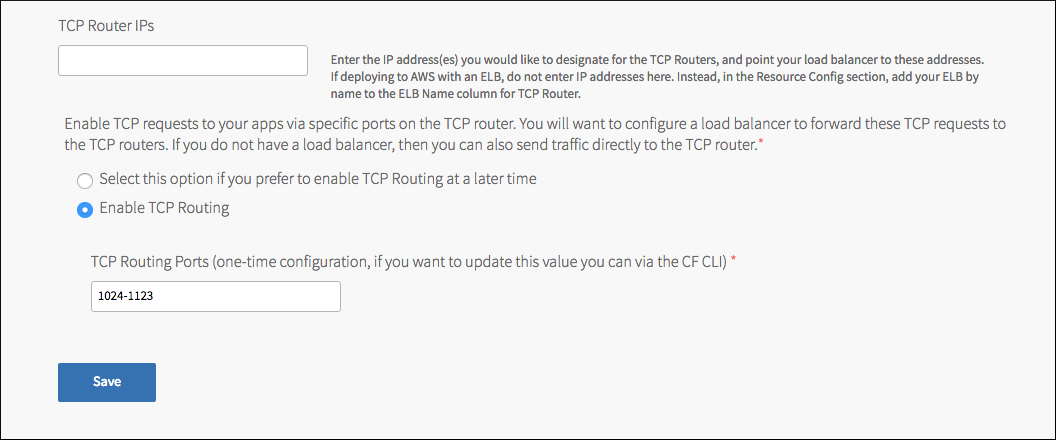 TCP Router IPs
Enter the IP address(es) you would like to designate for the TCP Routers, and point your load balancer to these addresses.
If deploying to AWS with an ELB, do not enter IP addresses here. Instead, in the Resource Config section, add your ELB by
name to the ELB Name column for TCP Router.
Enable TCP requests to your apps via specific ports on the TCP router. You will want to configure a load balancer to forward these TCP requests to
the TCP routers. If you do not have a load balancer, then you can also send traffic directly to the TCP router.*
Select this option if you prefer to enable TCP Routing at a later time
Enable TCP Routing
TCP Routing Ports (one-time configuration, if you want to update this value you can via the CF CLI) *
1024-1123
Save